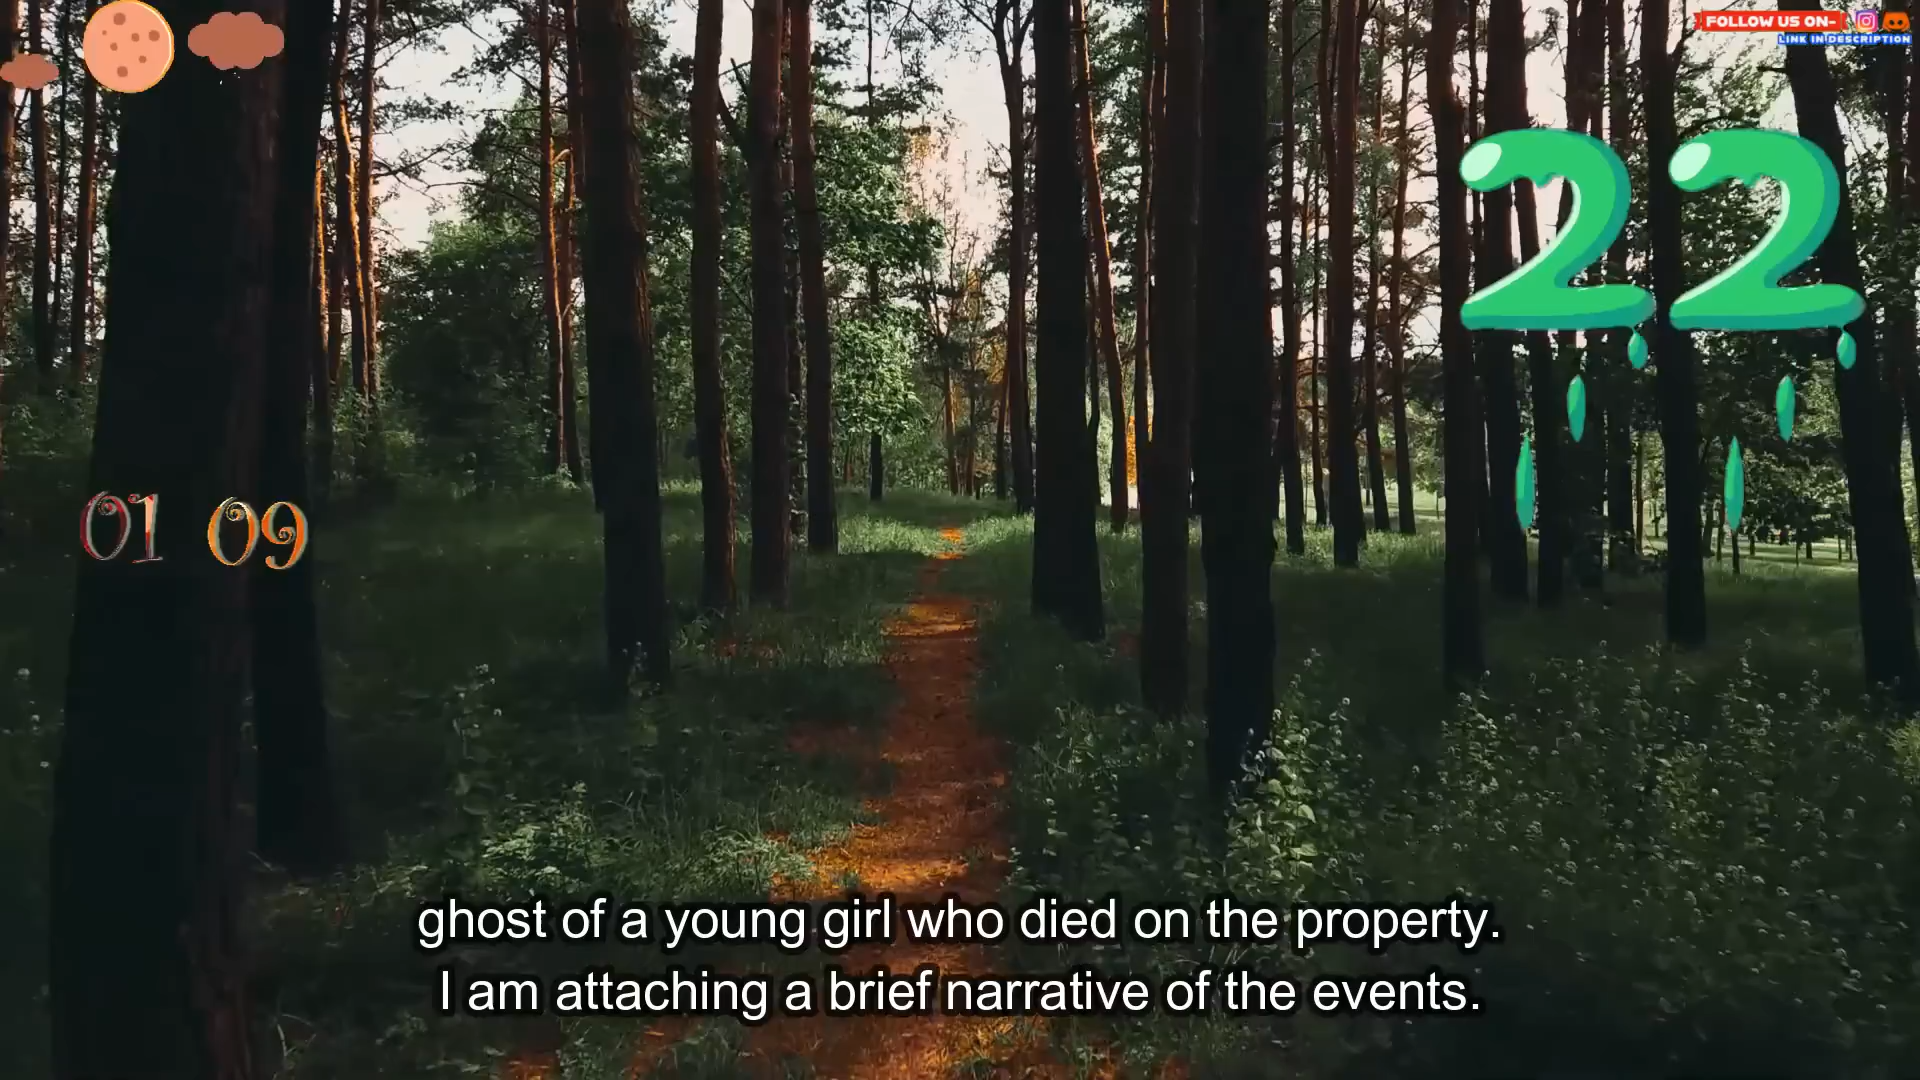 FOLLOW US ON-
LINK IN DESCRIPTION
22
01 09
ghost of a young girl who died on the property.
I am attaching a brief narrative of the events.